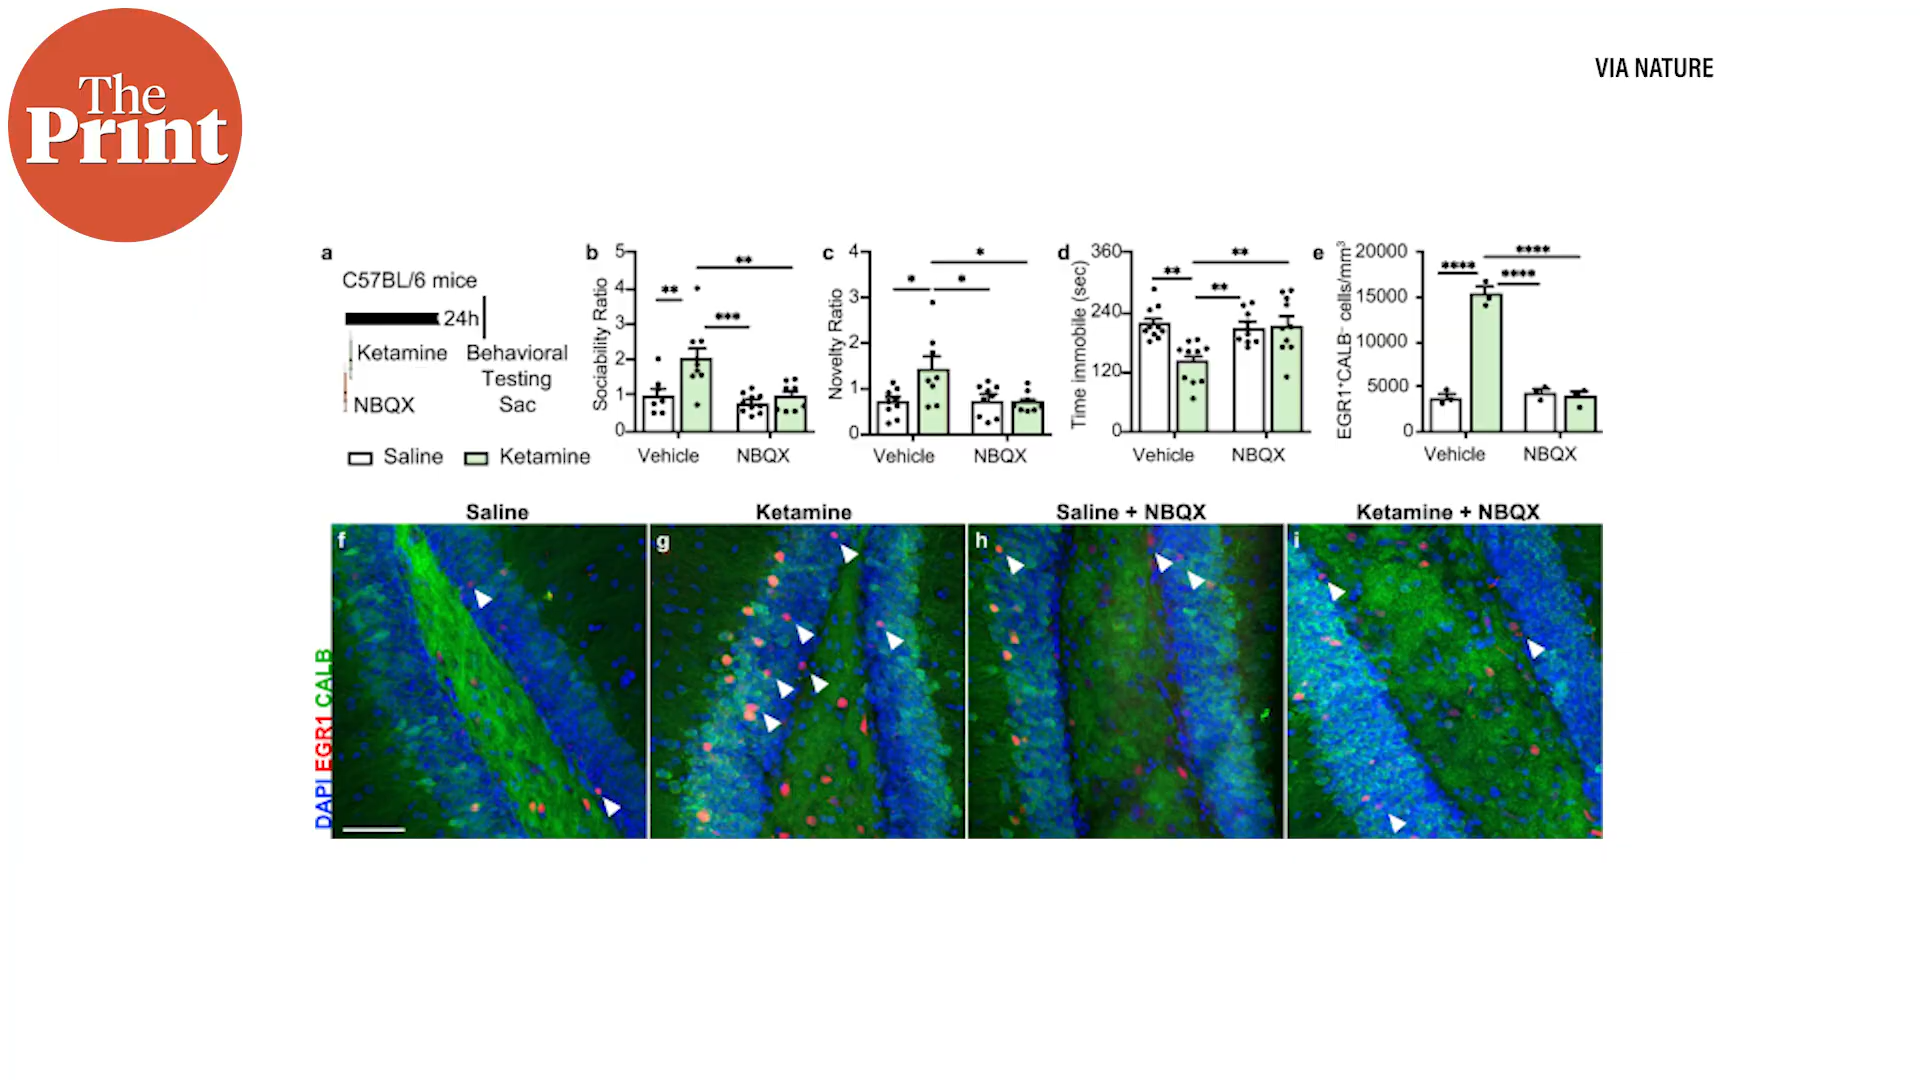 The
Print
VIA NATURE
a
C57BL/6 mice
24h
Ketamine
NBQX
Behavioral
Testing
Sac
Saline
Ketamine
b
Sociability Ratio
5
4
3
2
1
0
**
***
**
Vehicle
NBQX
c
Novelty Ratio
4
3
2
1
0
*
*
*
Vehicle
NBQX
d
Time immobile (sec)
360
240
120
0
**
**
**
Vehicle
NBQX
e
EGR1⁺CALB⁻ cells/mm³
20000
15000
10000
5000
0
****
****
****
Vehicle
NBQX
Saline
Ketamine
Saline + NBQX
Ketamine + NBQX
f
g
h
i
DAPI EGR1 CALB